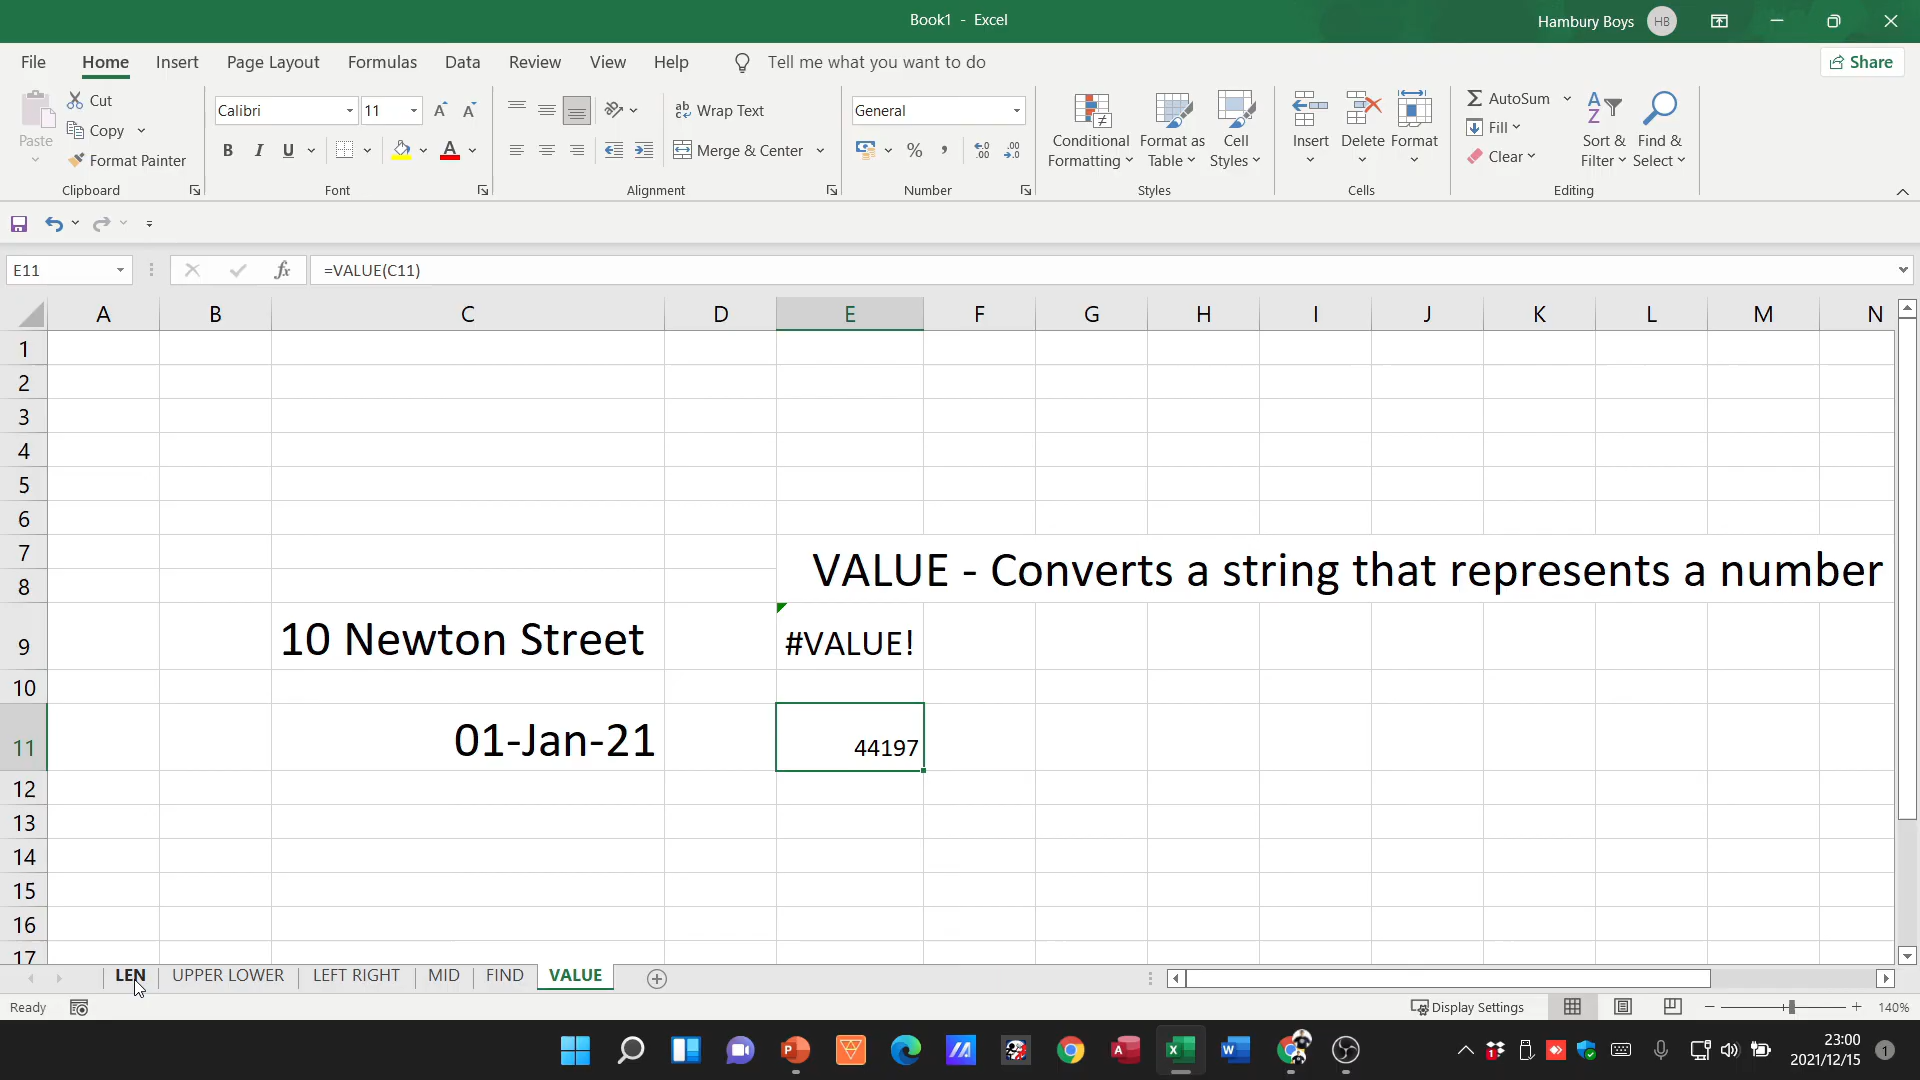 Book1 - Excel
Hambury Boys HB
File Home Insert Page Layout Formulas Data Review View Help Tell me what you want to do Share
Paste
Cut
Copy
Format Painter
Clipboard
Calibri 11
B I U
Font
ab Wrap Text
Merge & Center
Alignment
General
% ,
Number
Conditional Formatting
Format as Table
Cell Styles
Styles
Insert Delete Format
Cells
AutoSum
Fill
Clear
Sort & Filter
Find & Select
Editing
E11 fx =VALUE(C11)
A B C D E F G H I J K L M N
1
2
3
4
5
6
7
VALUE - Converts a string that represents a number
8
9 10 Newton Street #VALUE!
10
11 01-Jan-21 44197
12
13
14
15
16
17
LEN UPPER LOWER LEFT RIGHT MID FIND VALUE
Ready Display Settings 140%
23:00
2021/12/15 1